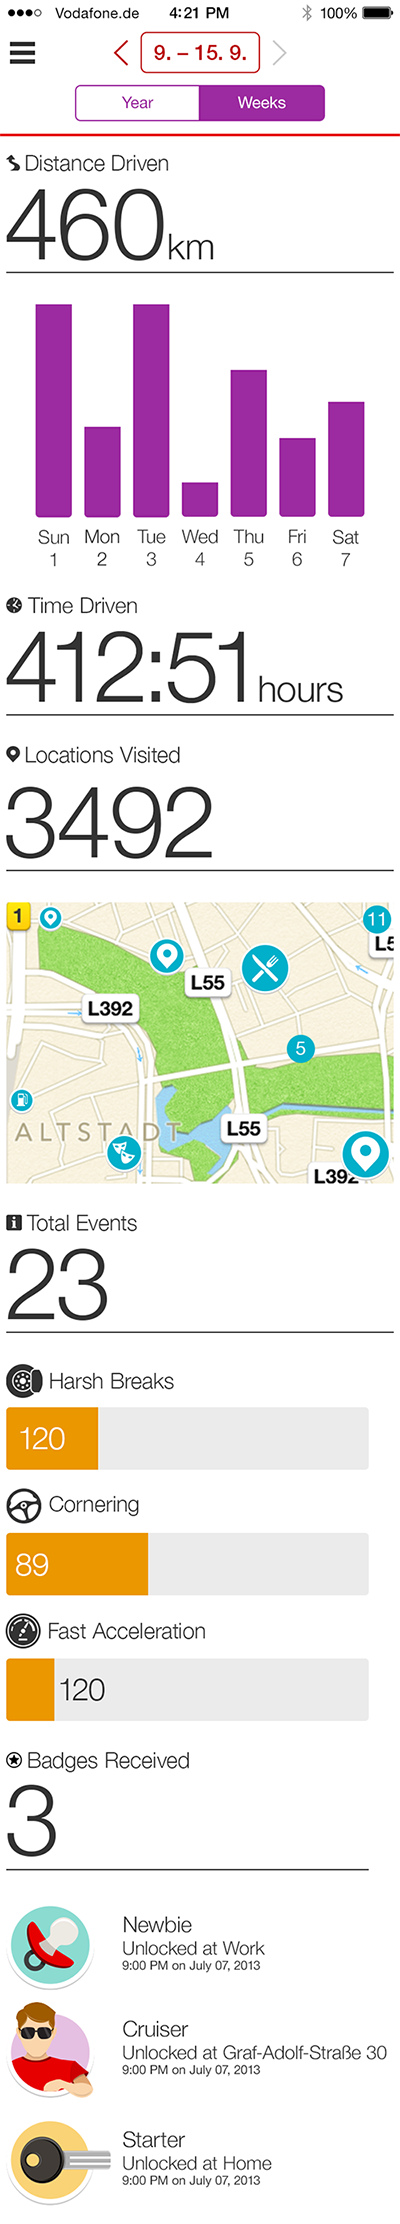 Vodafone.de 4:21 PM 100%
9. – 15. 9.
Year Weeks
Distance Driven
460km
Sun Mon Tue Wed Thu Fri Sat
1 2 3 4 5 6 7
Time Driven
412:51hours
Locations Visited
3492
1
11
L5
L55
L392
5
ALTSTADT
L55
L392
Total Events
23
Harsh Breaks
120
Cornering
89
Fast Acceleration
120
Badges Received
3
Newbie
Unlocked at Work
9:00 PM on July 07, 2013
Cruiser
Unlocked at Graf-Adolf-Straße 30
9:00 PM on July 07, 2013
Starter
Unlocked at Home
9:00 PM on July 07, 2013